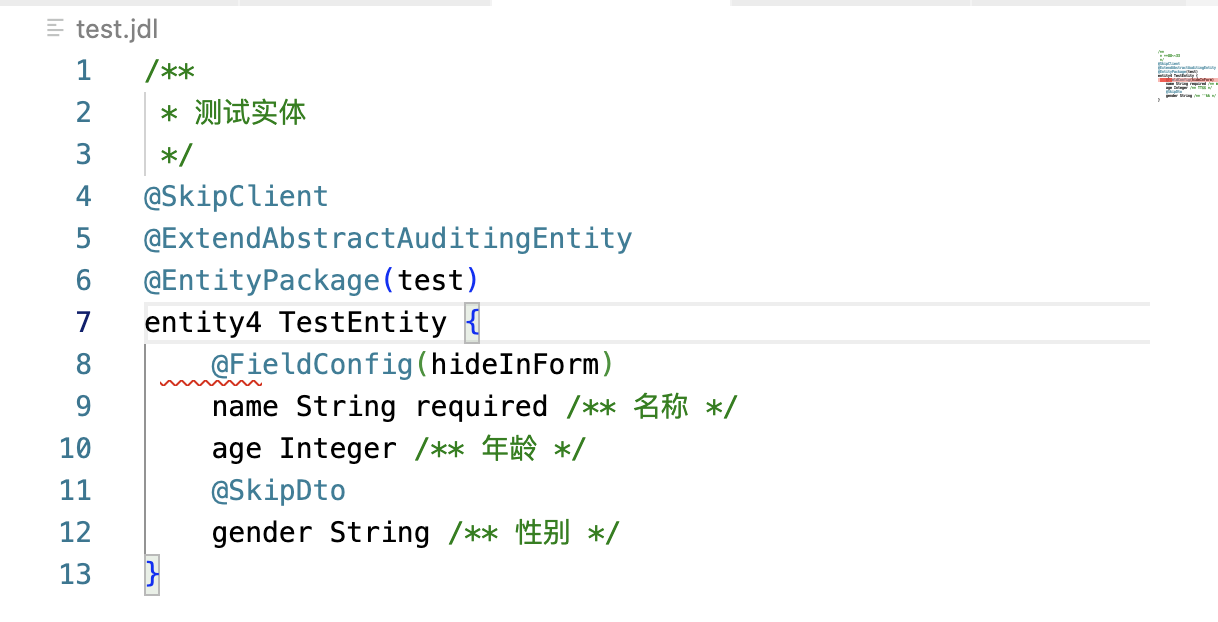 test.jdl
1 /**
2  * 测试实体
3  */
4 @SkipClient
5 @ExtendAbstractAuditingEntity
6 @EntityPackage(test)
7 entity4 TestEntity {
8     @FieldConfig(hideInForm)
9     name String required /** 名称 */
10     age Integer /** 年龄 */
11     @SkipDto
12     gender String /** 性别 */
13 }